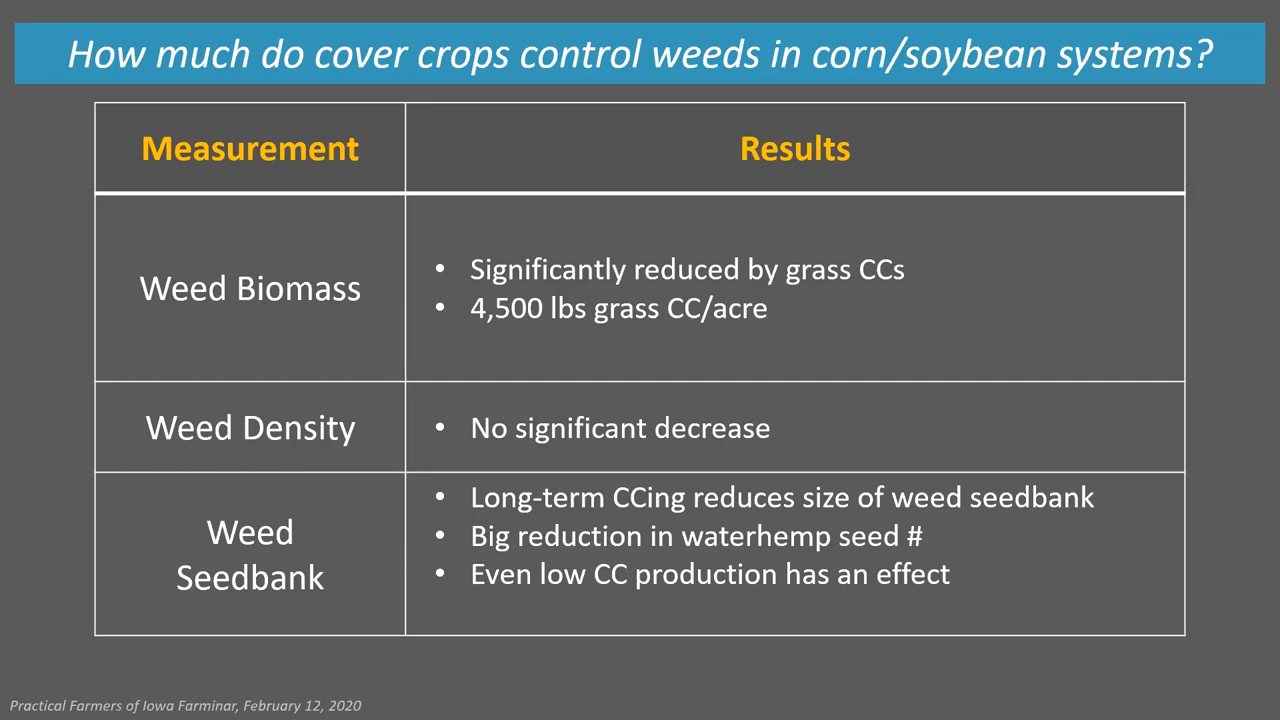 How much do cover crops control weeds in corn/soybean systems?
Measurement
Results
Weed Biomass
• Significantly reduced by grass CCs
• 4,500 lbs grass CC/acre
Weed Density
• No significant decrease
Weed
Seedbank
• Long-term CCing reduces size of weed seedbank
• Big reduction in waterhemp seed #
• Even low CC production has an effect
Practical Farmers of Iowa Farminar, February 12, 2020